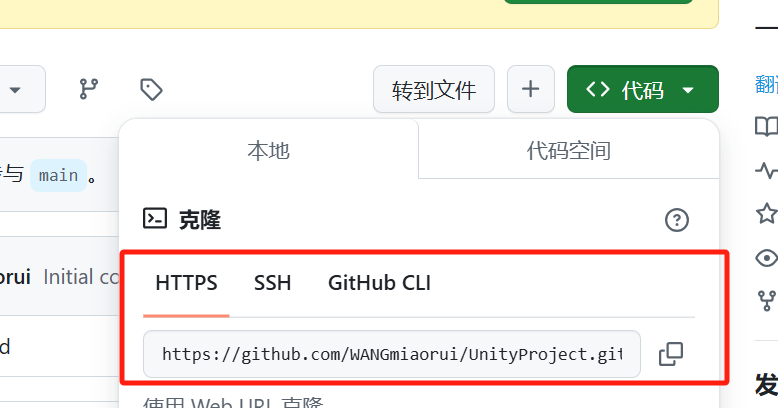 转到文件
代码
翻
本地
代码空间
与 main 。
克隆
orui Initial co
HTTPS SSH GitHub CLI
d
https://github.com/WANGmiaorui/UnityProject.git
使用 Web URL 克隆
发